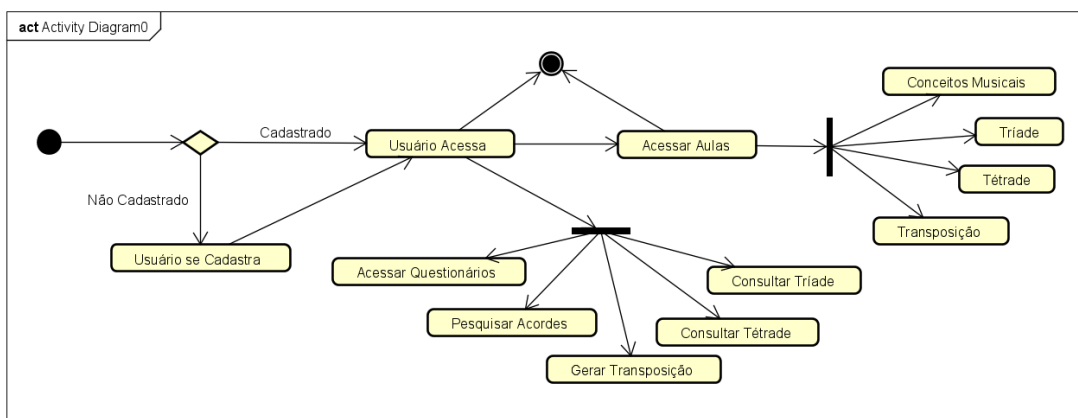 act Activity Diagram0
Conceitos Musicais
Cadastrado
Usuário Acessa
Acessar Aulas
Tríade
Tétrade
Não Cadastrado
Transposição
Usuário se Cadastra
Acessar Questionários
Consultar Tríade
Pesquisar Acordes
Consultar Tétrade
Gerar Transposição